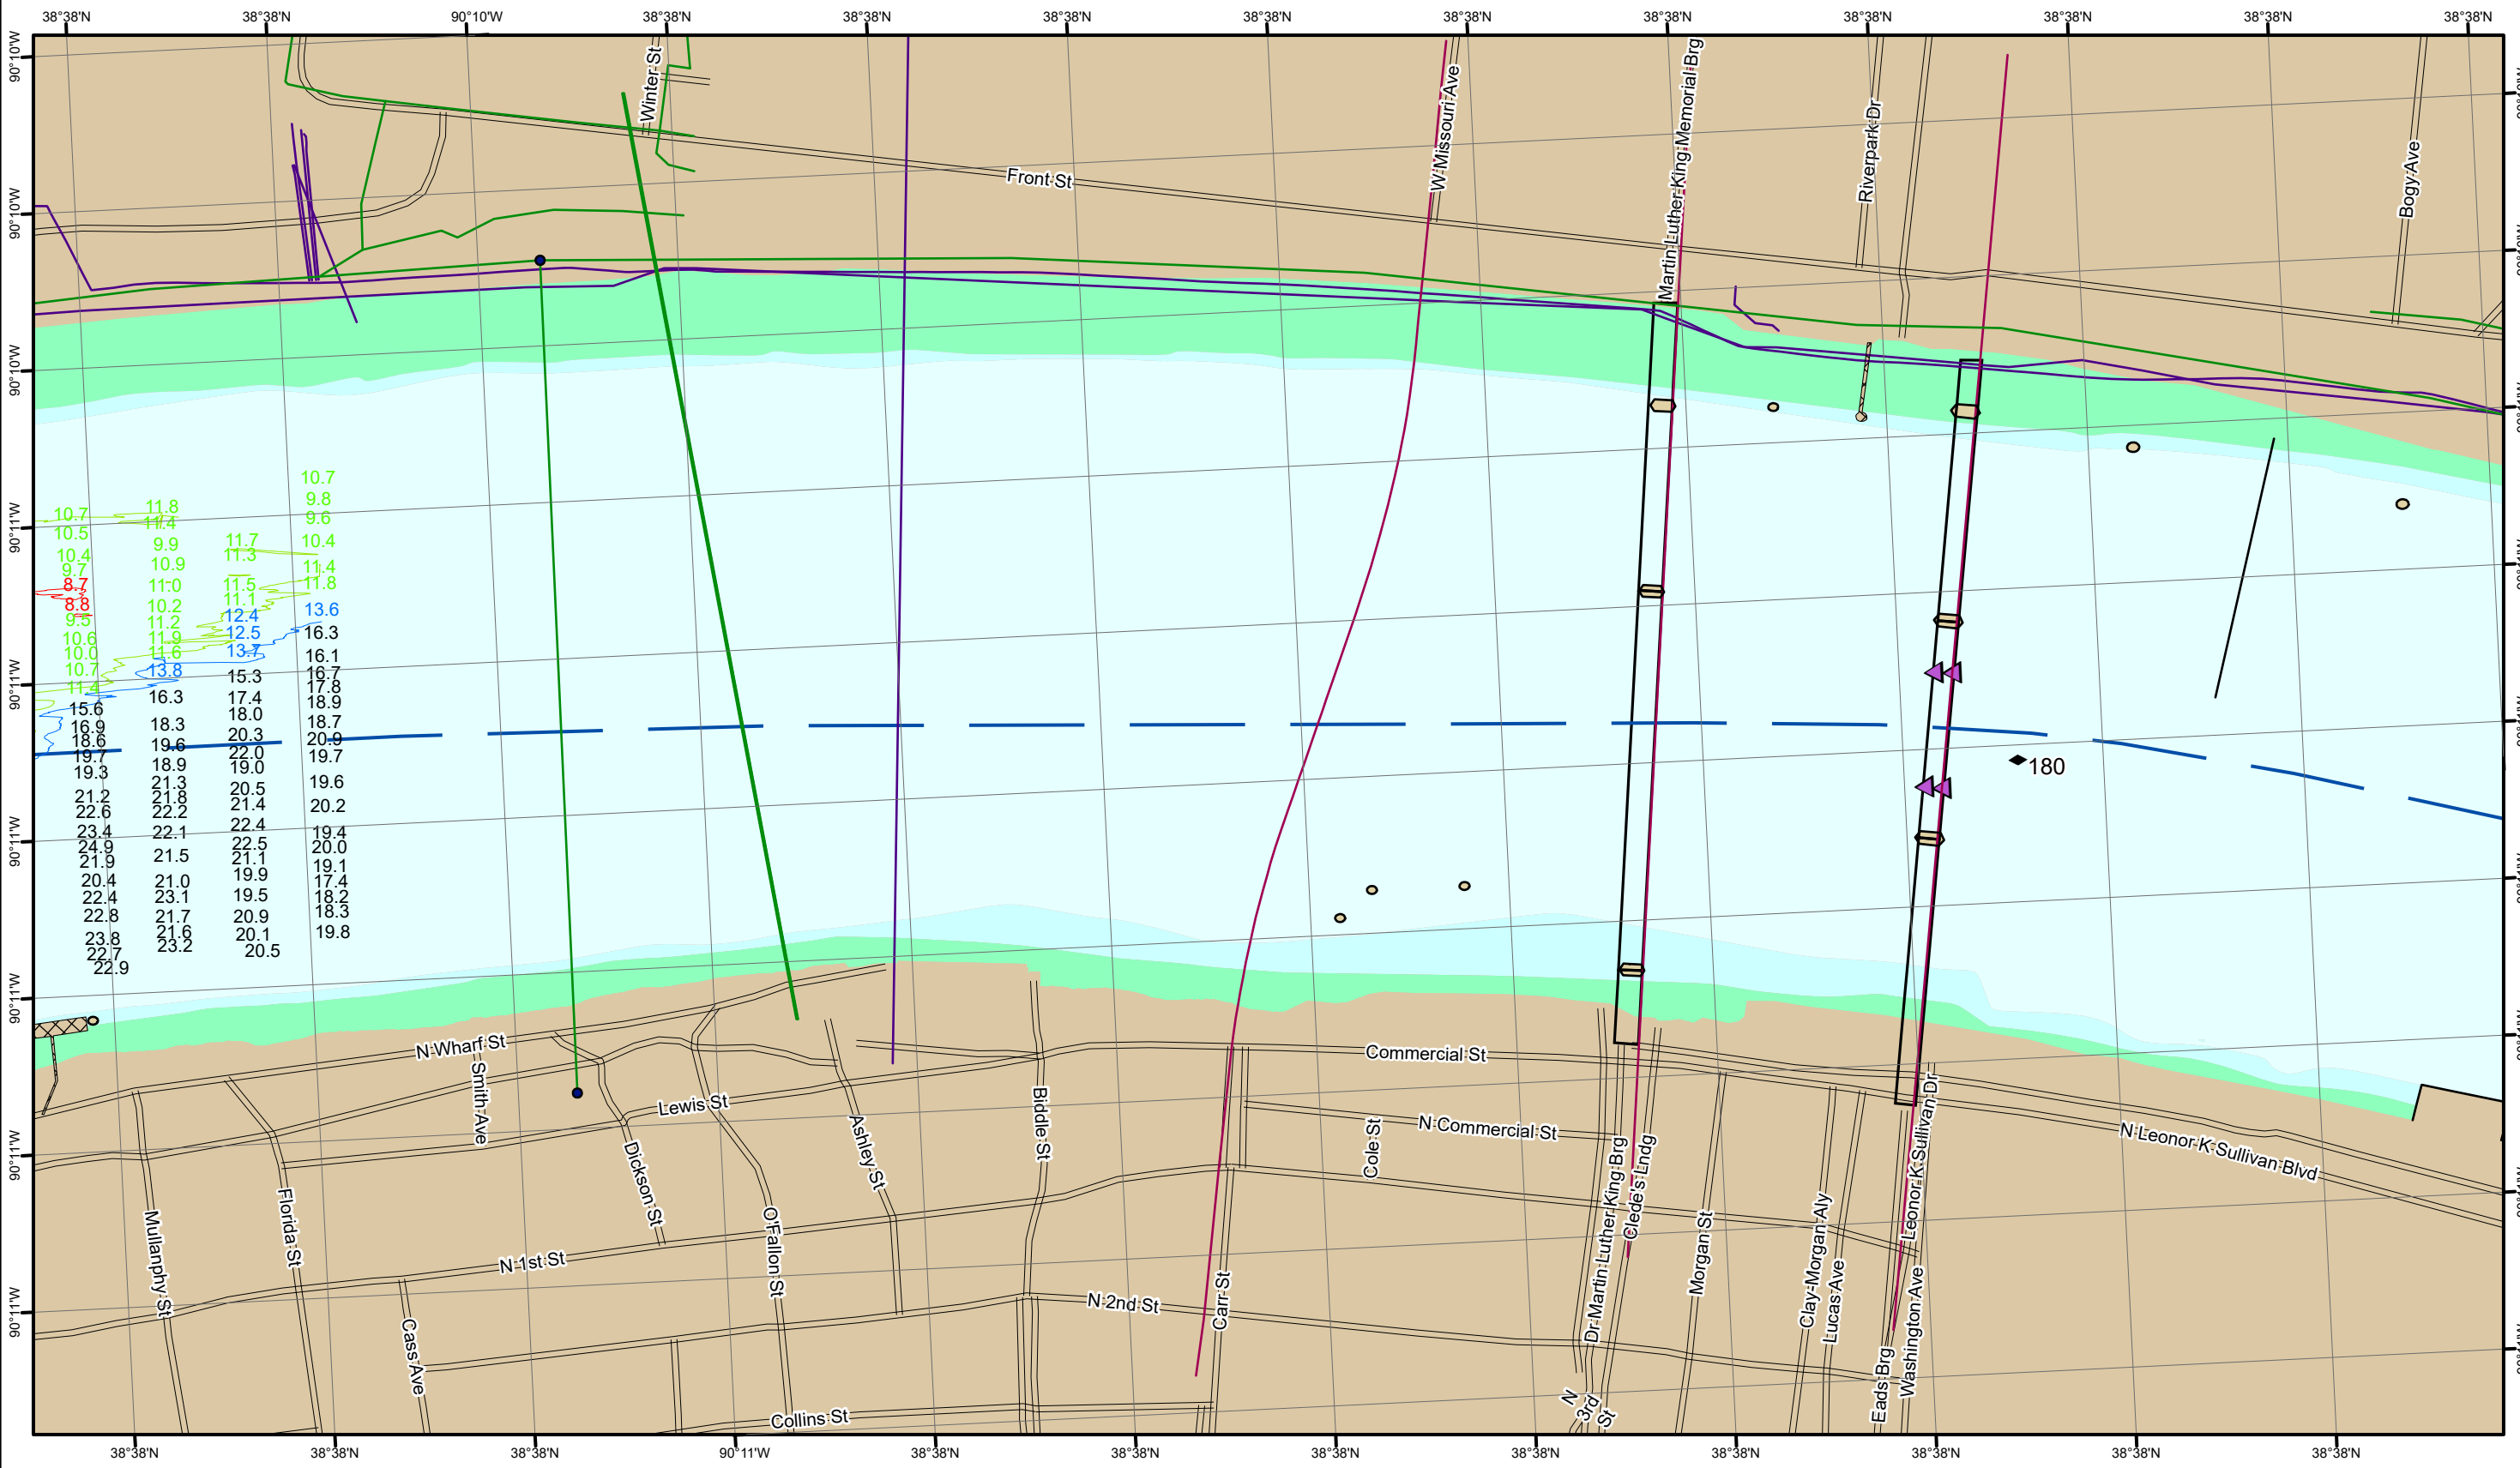 38°38'N
38°38'N
90°10'W
38°38'N
38°38'N
38°38'N
38°38'N
38°38'N
38°38'N
38°38'N
38°38'N
38°38'N
38°38'N
90°10'W
90°10'W
90°10'W
90°11'W
90°11'W
90°11'W
90°11'W
90°11'W
90°11'W
Winter St
Front St
W Missouri Ave
Martin Luther King Memorial Brg
Riverpark Dr
Bogy Ave
10.7
10.5
10.4
9.7
8.7
8.8
9.5
10.6
10.0
10.7
11.4
15.6
16.9
18.6
19.7
19.3
21.2
22.6
23.4
24.9
21.9
20.4
22.4
22.8
23.8
22.7
22.9
11.8
11.4
9.9
10.9
11.0
10.2
11.2
11.9
11.6
13.8
16.3
18.3
19.6
18.9
21.3
21.8
22.2
22.1
21.5
21.0
23.1
21.7
21.6
23.2
11.7
11.3
11.5
11.1
12.4
12.5
13.7
15.3
17.4
18.0
20.3
22.0
19.0
20.5
21.4
22.4
22.5
21.1
19.9
19.5
20.9
20.1
20.5
10.7
9.8
9.6
10.4
11.4
11.8
13.6
16.3
16.1
16.7
17.8
18.9
18.7
20.9
19.7
19.6
20.2
19.4
20.0
19.1
17.4
18.2
18.3
19.8
180
N Wharf St
Smith Ave
Lewis St
Dickson St
Ashley St
Biddle St
Commercial St
N Commercial St
Cole St
Dr Martin Luther King Brg
Clede's Lndg
Leonor K Sullivan Dr
N Leonor K Sullivan Blvd
Mullanphy St
Florida St
O'Fallon St
N 1st St
Cass Ave
N 2nd St
Carr St
Morgan St
Clay-Morgan Aly
Lucas Ave
Eads Brg
Washington Ave
Collins St
N
3rd
St
38°38'N
38°38'N
38°38'N
90°11'W
38°38'N
38°38'N
38°38'N
38°38'N
38°38'N
38°38'N
38°38'N
38°38'N